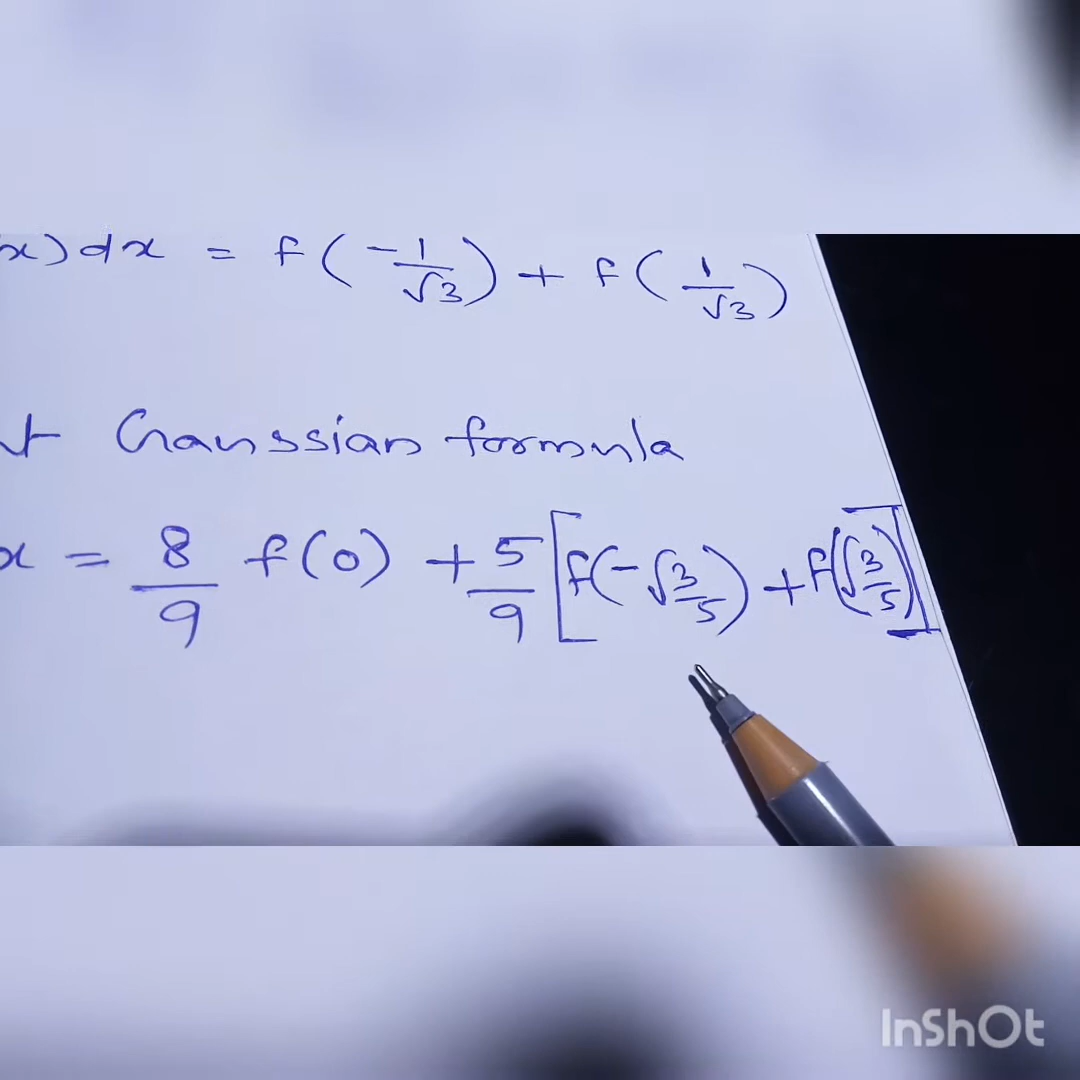 x) dx = f(-1/√3) + f(1/√3)
Gaussian formula
x = 8/9 f(0) + 5/9 [f(-√3/5) + f(√3/5)]
InShOt